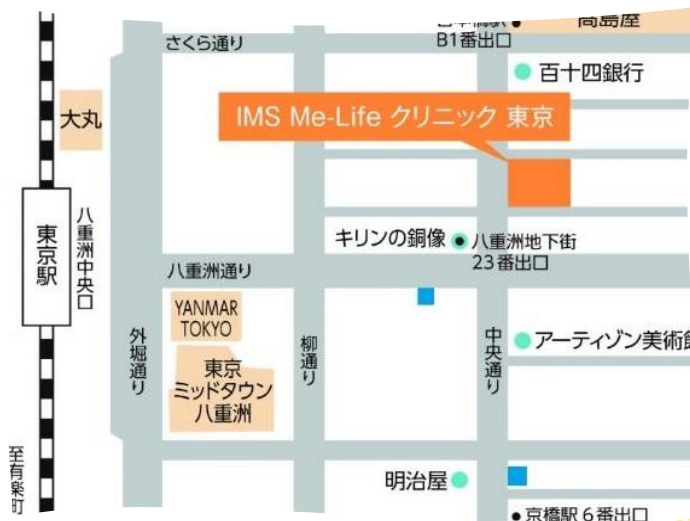 高島屋
B1番出口
さくら通り
百十四銀行
大丸
IMS Me-Life クリニック 東京
東京駅
八重洲中央口
キリンの銅像
八重洲地下街
23番出口
八重洲通り
YANMAR
TOKYO
外堀通り
柳通り
中央通り
アーティゾン美術館
東京
ミッドタウン
八重洲
至有楽町
明治屋
京橋駅6番出口